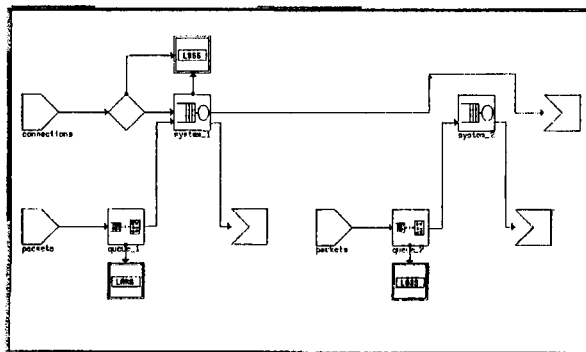 LOSS
connections
system_1
system_2
packets
queue_1
packets
queue_2
LOSS
LOSS